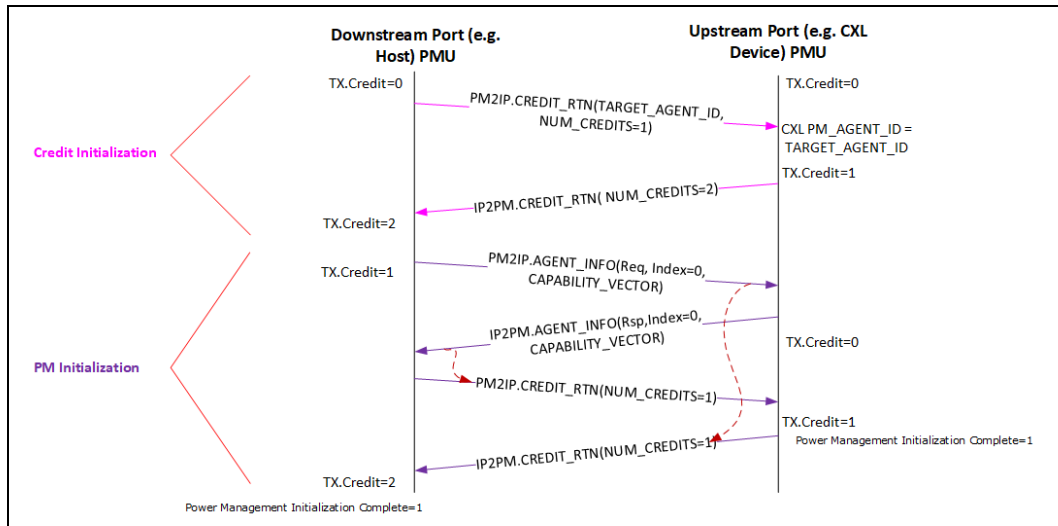 Downstream Port (e.g.
Host) PMU
Upstream Port (e.g. CXL
Device) PMU
TX.Credit=0
TX.Credit=0
PM2IP.CREDIT_RTN(TARGET_AGENT_ID,
NUM_CREDITS=1)
CXL PM_AGENT_ID =
TARGET_AGENT_ID
Credit Initialization
TX.Credit=1
IP2PM.CREDIT_RTN( NUM_CREDITS=2)
TX.Credit=2
PM2IP.AGENT_INFO(Req, Index=0,
CAPABILITY_VECTOR)
TX.Credit=1
IP2PM.AGENT_INFO(Rsp,Index=0,
CAPABILITY_VECTOR)
TX.Credit=0
PM Initialization
PM2IP.CREDIT_RTN(NUM_CREDITS=1)
TX.Credit=1
Power Management Initialization Complete=1
IP2PM.CREDIT_RTN(NUM_CREDITS=1)
TX.Credit=2
Power Management Initialization Complete=1